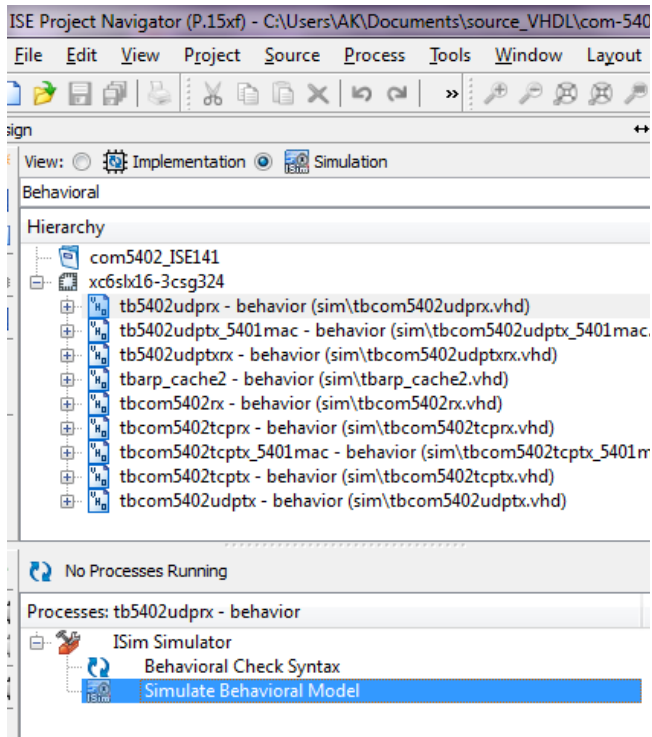 ISE Project Navigator (P.15xf) - C:\Users\AK\Documents\source_VHDL\com-540
File Edit View Project Source Process Tools Window Layout
»
sign
View: Implementation Simulation
Behavioral
Hierarchy
com5402_ISE141
xc6slx16-3csg324
tb5402udprx - behavior (sim\tbcom5402udprx.vhd)
tb5402udptx_5401mac - behavior (sim\tbcom5402udptx_5401mac.
tb5402udptxrx - behavior (sim\tbcom5402udptxrx.vhd)
tbarp_cache2 - behavior (sim\tbarp_cache2.vhd)
tbcom5402rx - behavior (sim\tbcom5402rx.vhd)
tbcom5402tcprx - behavior (sim\tbcom5402tcprx.vhd)
tbcom5402tcptx_5401mac - behavior (sim\tbcom5402tcptx_5401m
tbcom5402tcptx - behavior (sim\tbcom5402tcptx.vhd)
tbcom5402udptx - behavior (sim\tbcom5402udptx.vhd)
No Processes Running
Processes: tb5402udprx - behavior
ISim Simulator
Behavioral Check Syntax
Simulate Behavioral Model